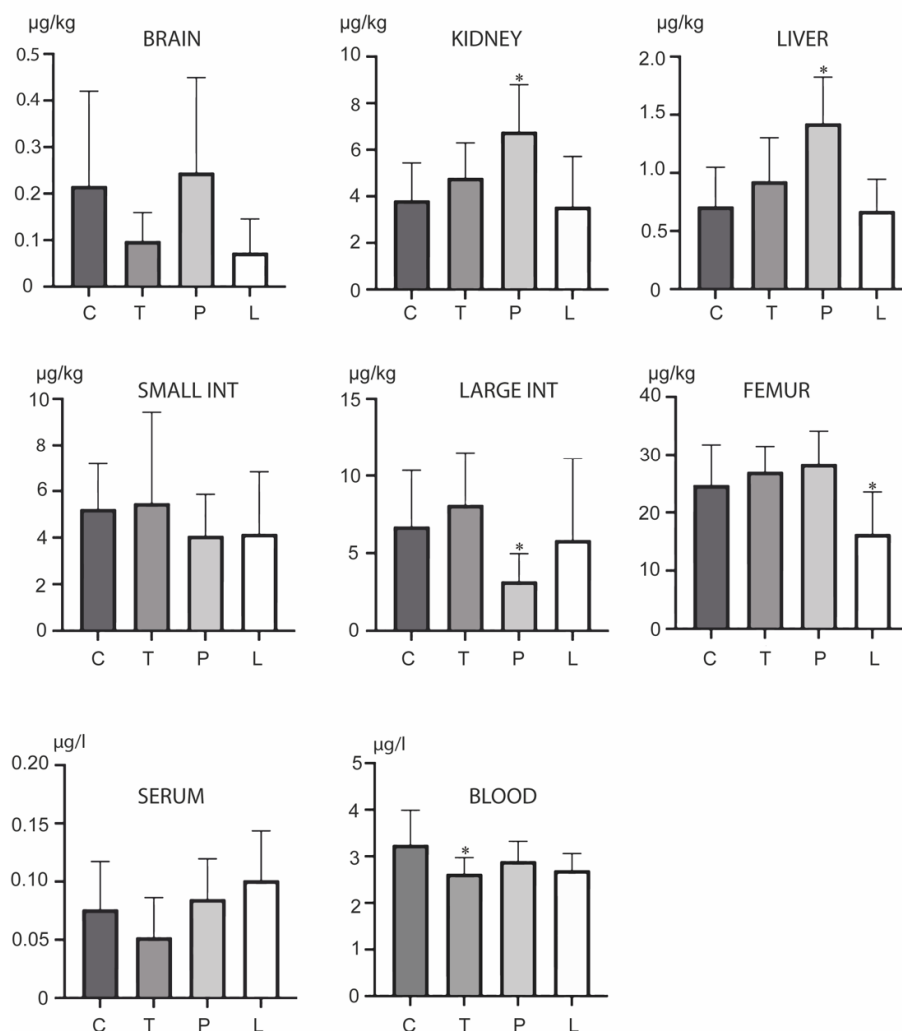 µg/kg
BRAIN
0.5
0.4
0.3
0.2
0.1
0
C T P L
µg/kg
KIDNEY
10
8
6
4
2
0
*
C T P L
µg/kg
LIVER
2.0
1.5
1.0
0.5
0
*
C T P L
µg/kg
SMALL INT
10
8
6
4
2
0
C T P L
µg/kg
LARGE INT
15
10
5
0
*
C T P L
µg/kg
FEMUR
40
30
20
10
0
*
C T P L
µg/l
SERUM
0.20
0.15
0.10
0.05
0
C T P L
µg/l
BLOOD
5
4
3
2
1
0
*
C T P L